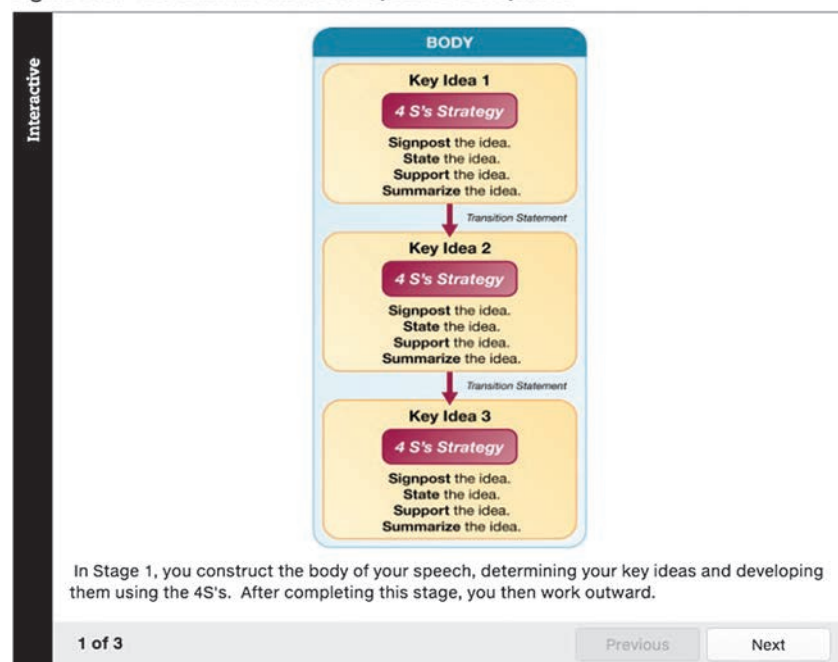 Interactive
BODY
Key Idea 1
4 S's Strategy
Signpost the idea.
State the idea.
Support the idea.
Summarize the idea.
Transition Statement
Key Idea 2
4 S's Strategy
Signpost the idea.
State the idea.
Support the idea.
Summarize the idea.
Transition Statement
Key Idea 3
4 S's Strategy
Signpost the idea.
State the idea.
Support the idea.
Summarize the idea.
In Stage 1, you construct the body of your speech, determining your key ideas and developing
them using the 4S's. After completing this stage, you then work outward.
1 of 3
Previous
Next